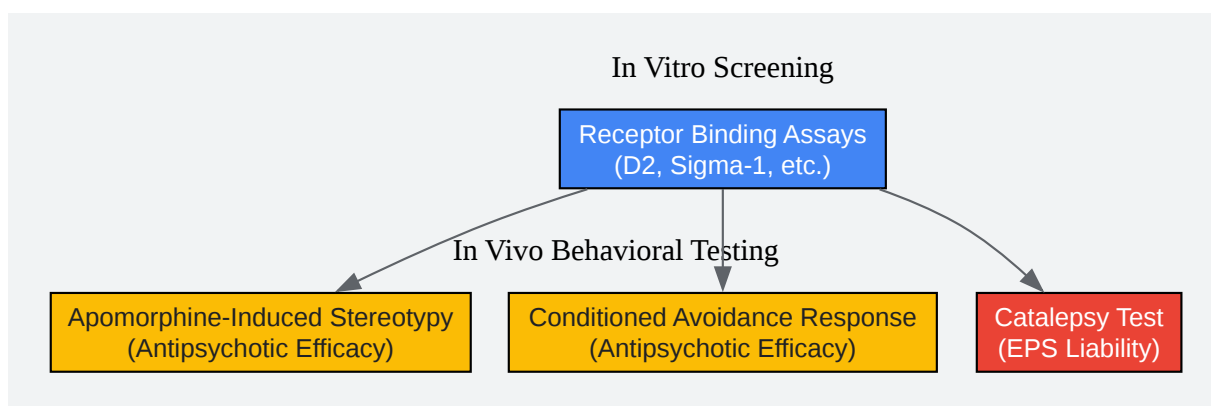 In Vitro Screening
Receptor Binding Assays
(D2, Sigma-1, etc.)
In Vivo Behavioral Testing
Apomorphine-Induced Stereotypy
(Antipsychotic Efficacy)
Conditioned Avoidance Response
(Antipsychotic Efficacy)
Catalepsy Test
(EPS Liability)